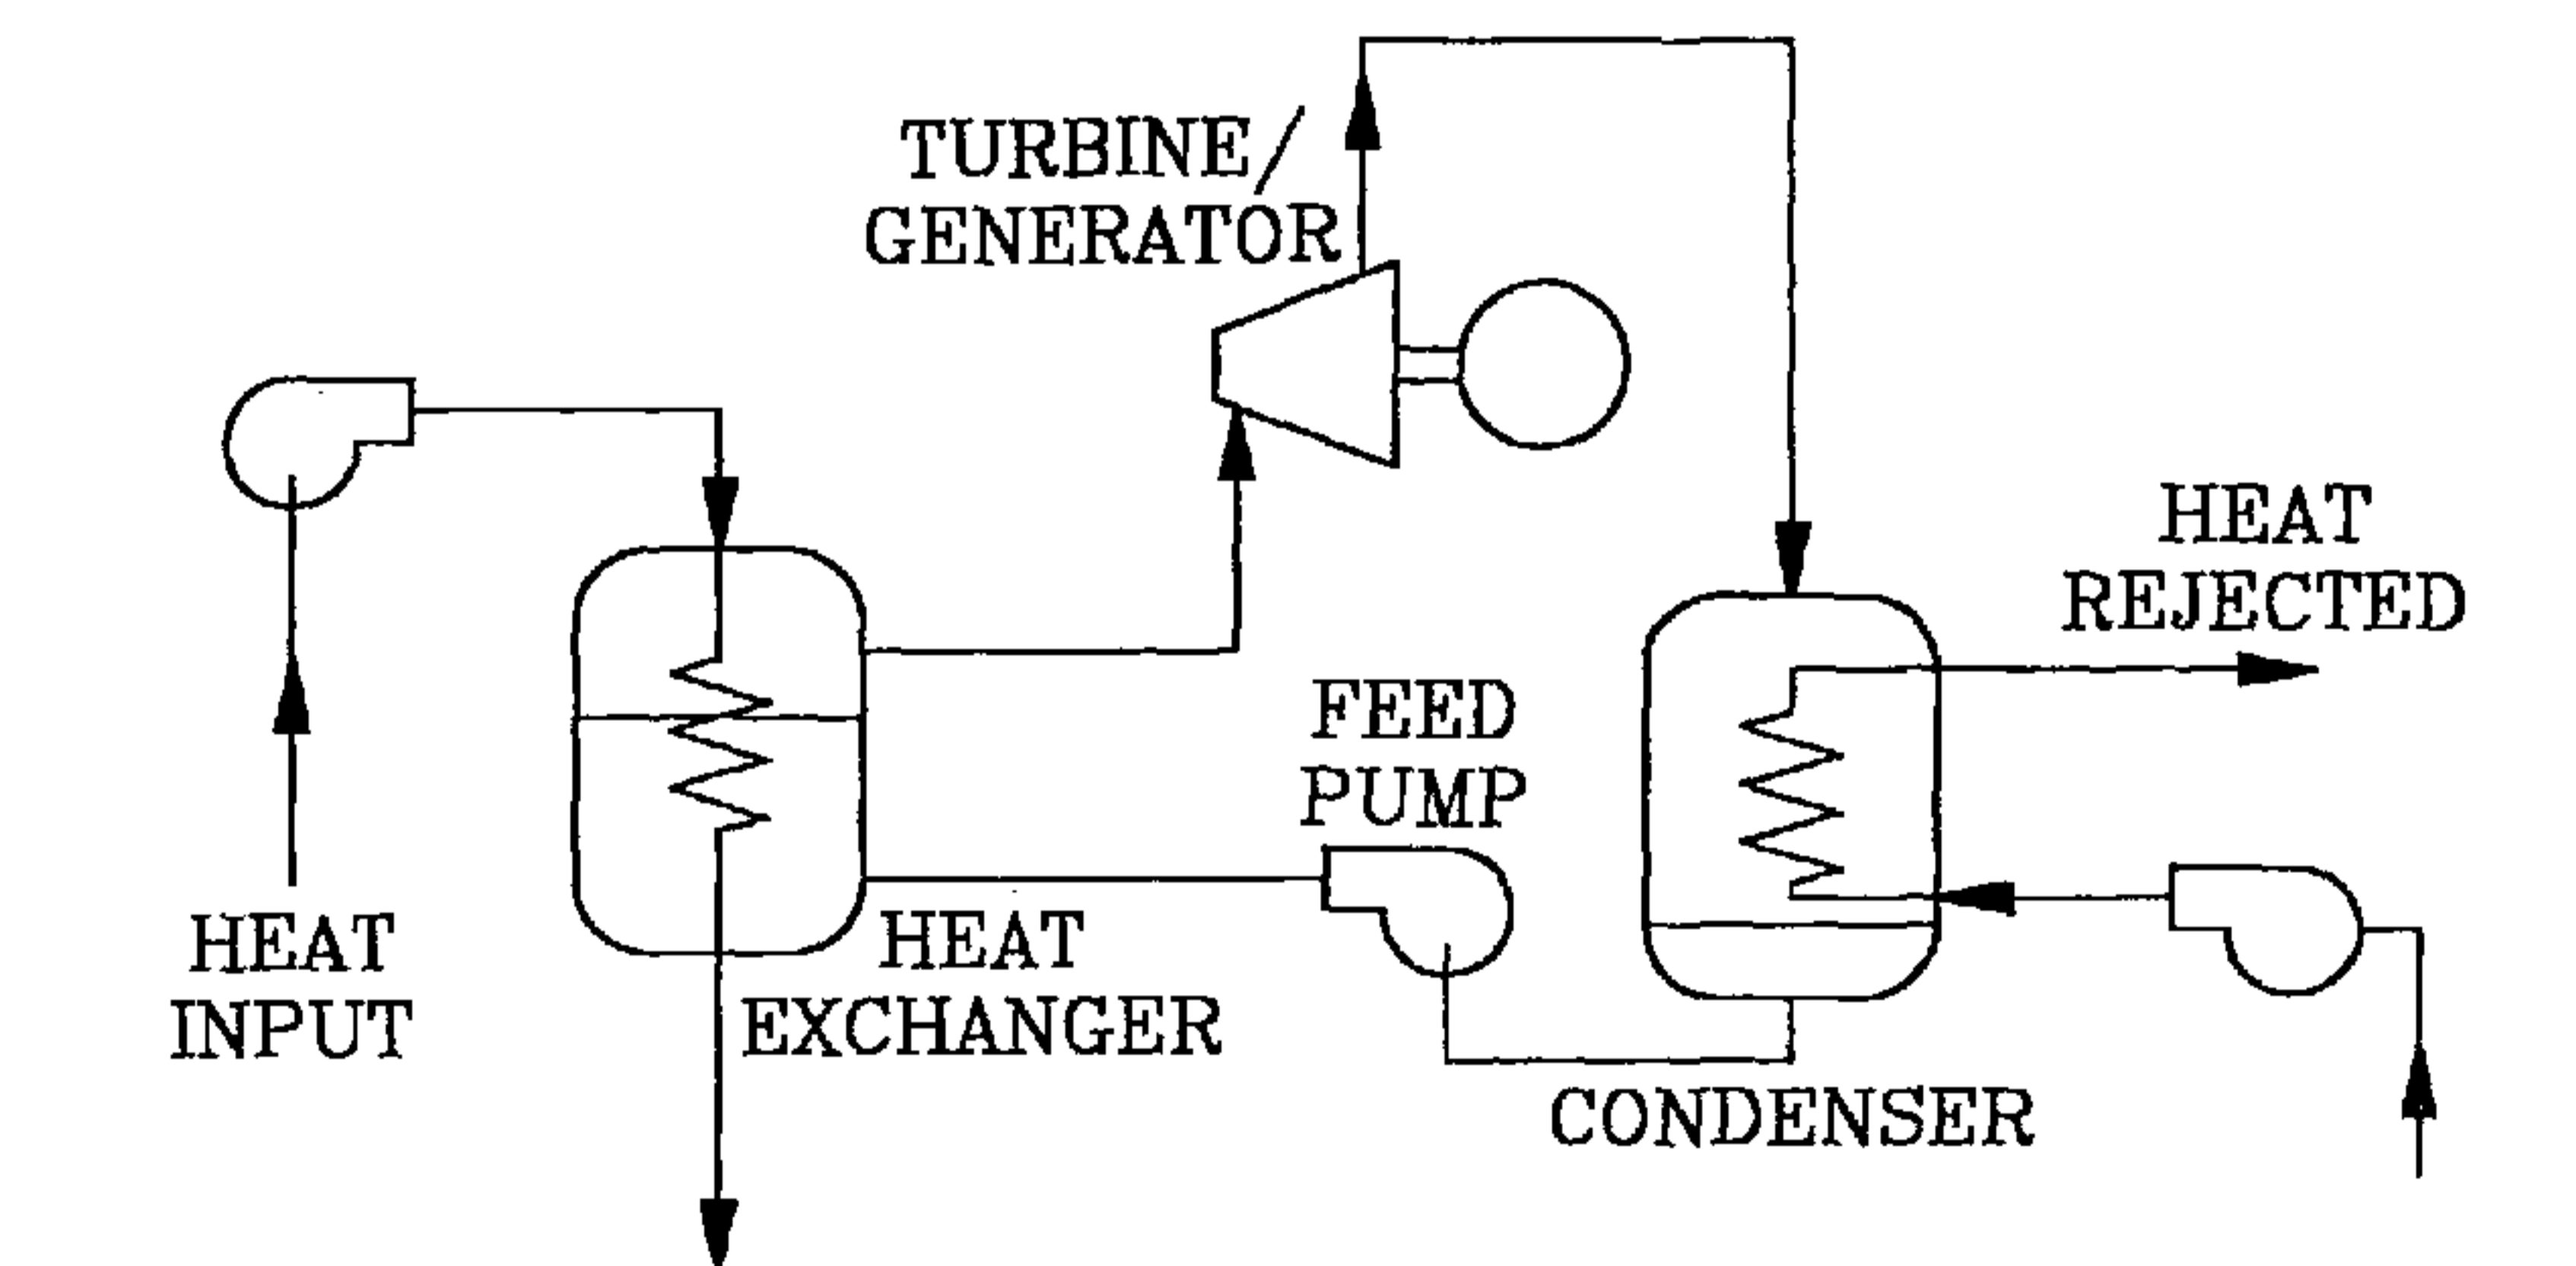 TURBINE/
GENERATOR
HEAT
REJECTED
FEED
PUMP
HEAT
INPUT
HEAT
EXCHANGER
CONDENSER